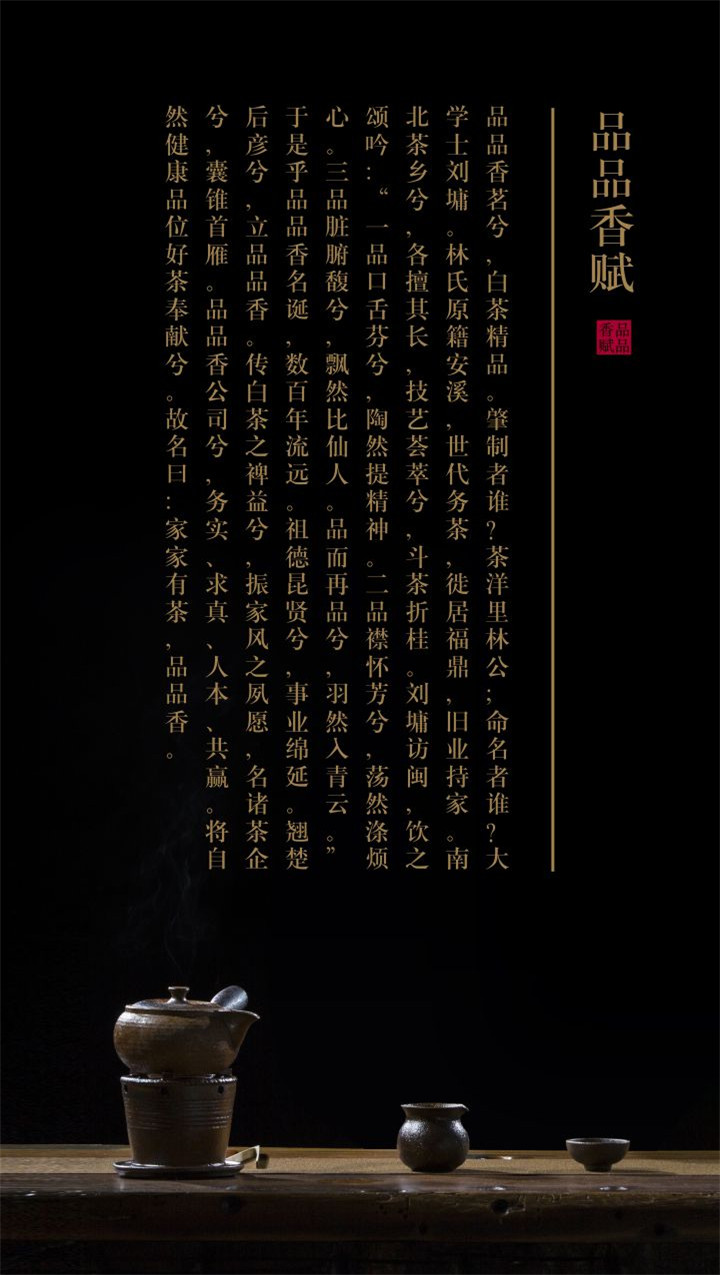 品品香赋
品品
香赋
品品香茗兮，白茶精品。肇制者谁？茶洋里林公；命名者谁？大
学士刘墉。林氏原籍安溪，世代务茶，徙居福鼎，旧业持家。南
北茶乡兮，各擅其长，技艺荟萃兮，斗茶折桂。刘墉访闽，饮之
颂吟：“一品口舌芬兮，陶然提精神。二品襟怀芳兮，荡然涤烦
心。三品脏腑馥兮，飘然比仙人。品而再品兮，羽然入青云。”
于是乎品品香名诞，数百年流远。祖德昆贤兮，事业绵延。翘楚
后彦兮，立品品香。传白茶之裨益兮，振家风之夙愿，名诸茶企
兮，囊锥首雁。品品香公司兮，务实、求真、人本、共赢。将自
然健康品位好茶奉献兮。故名曰：家家有茶，品品香。